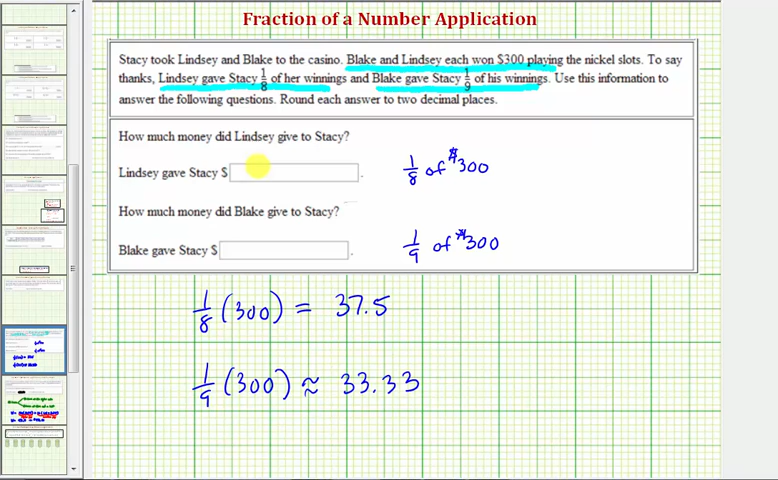 Fraction of a Number Application
Stacy took Lindsey and Blake to the casino. Blake and Lindsey each won $300 playing the nickel slots. To say
thanks, Lindsey gave Stacy 1/8 of her winnings and Blake gave Stacy 1/9 of his winnings. Use this information to
answer the following questions. Round each answer to two decimal places.
How much money did Lindsey give to Stacy?
Lindsey gave Stacy $ .
1/8 of $300
How much money did Blake give to Stacy?
Blake gave Stacy $ .
1/9 of $300
1/8 (300) = 37.5
1/9 (300) ≈ 33.33